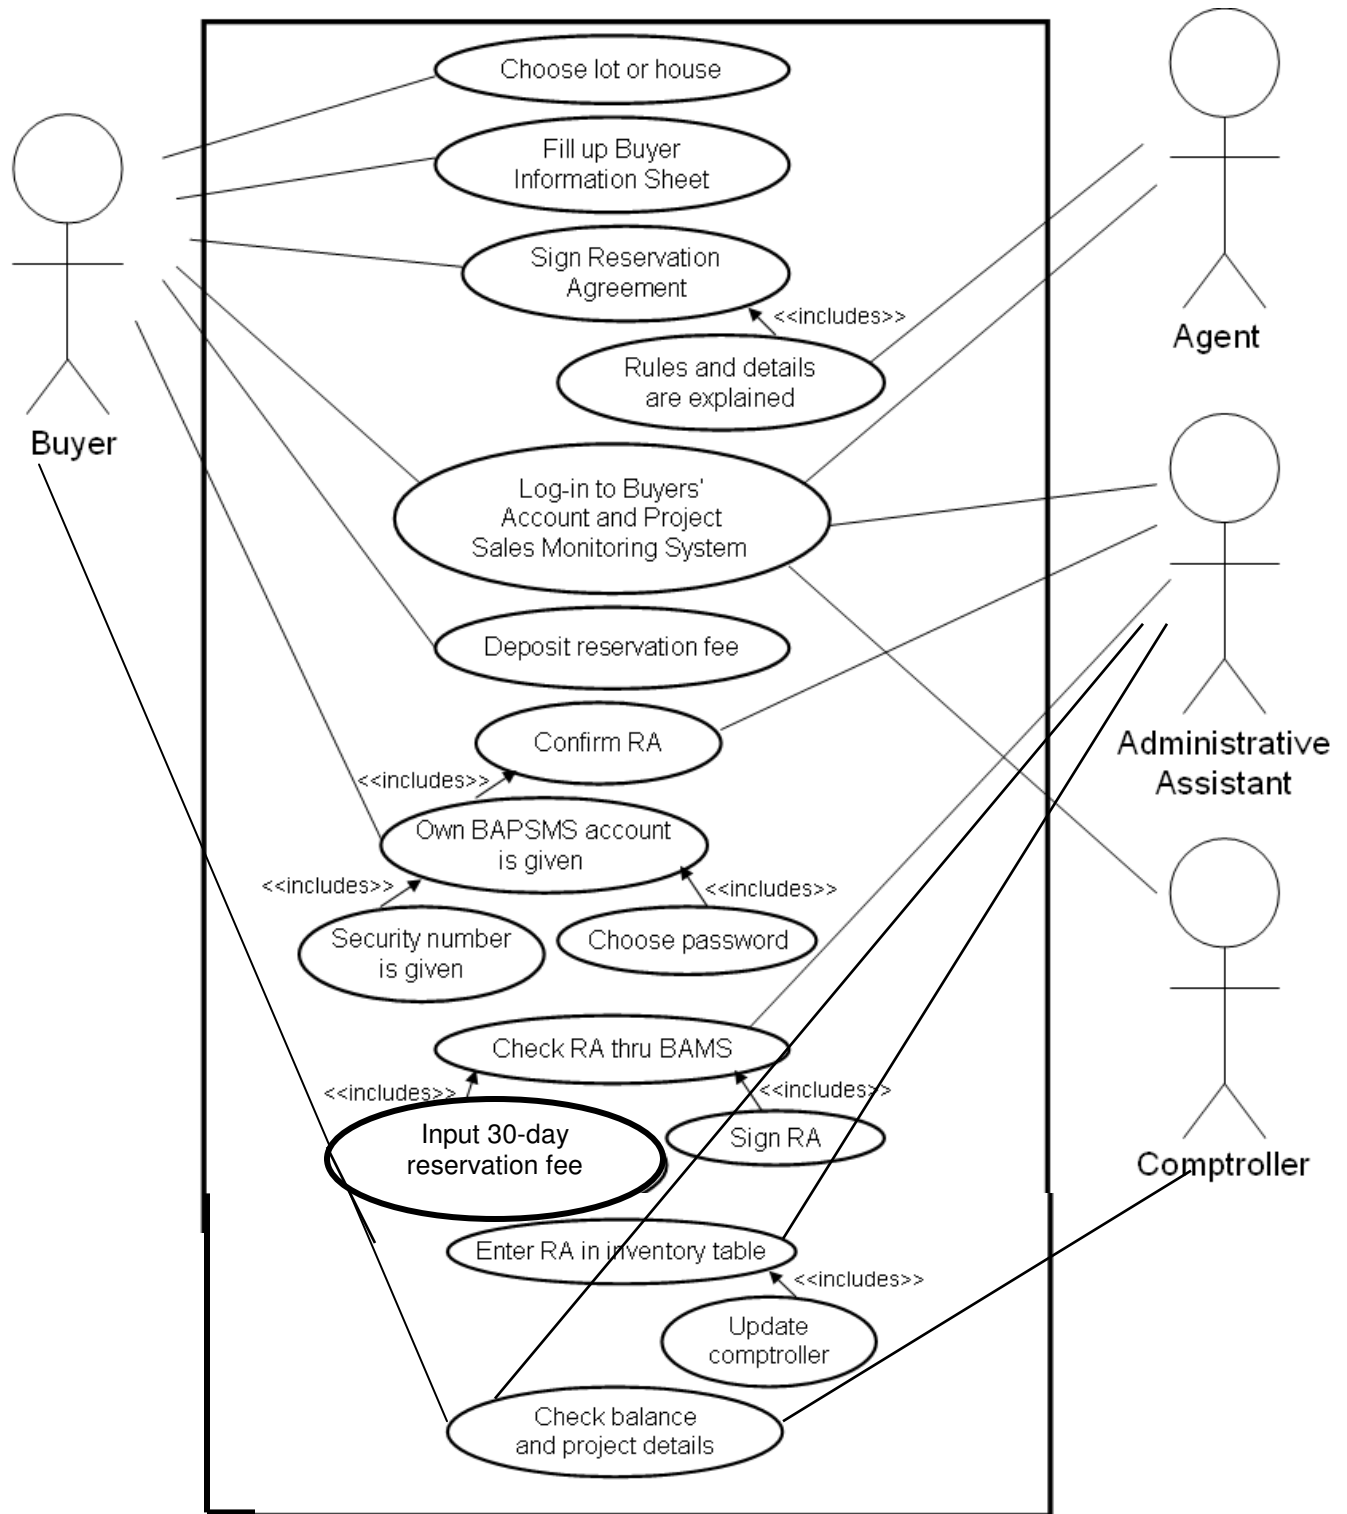 Choose lot or house
Fill up Buyer
Information Sheet
Sign Reservation
Agreement
<<includes>>
Rules and details
are explained
Agent
Buyer
Log-in to Buyers'
Account and Project
Sales Monitoring System
Deposit reservation fee
Confirm RA
Administrative
Assistant
<<includes>>
Own BAPSMS account
is given
<<includes>>
<<includes>>
Security number
is given
Choose password
Check RA thru BAMS
<<includes>>
<<includes>>
Input 30-day
reservation fee
Sign RA
Comptroller
Enter RA in inventory table
<<includes>>
Update
comptroller
Check balance
and project details